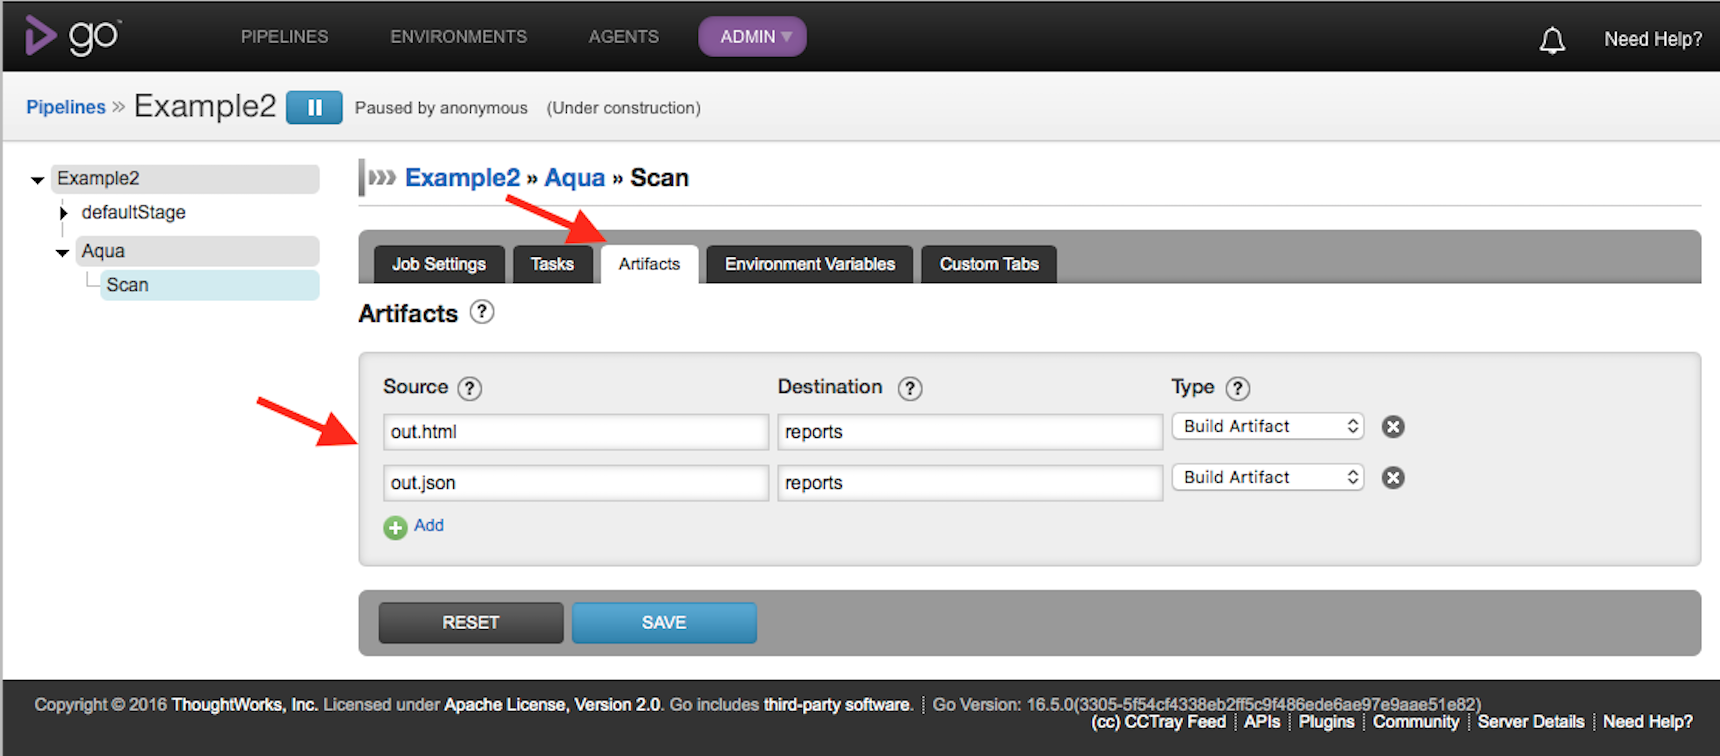 go™ PIPELINES ENVIRONMENTS AGENTS ADMIN Need Help?
Pipelines » Example2 Paused by anonymous (Under construction)
Example2
defaultStage
Aqua
Scan
Example2 » Aqua » Scan
Job Settings Tasks Artifacts Environment Variables Custom Tabs
Artifacts ?
Source ? Destination ? Type ?
out.html reports Build Artifact
out.json reports Build Artifact
Add
RESET SAVE
Copyright © 2016 ThoughtWorks, Inc. Licensed under Apache License, Version 2.0. Go includes third-party software. Go Version: 16.5.0(3305-5f54cf4338eb2ff5c9f486ede6ae97e9aae51e82)
(cc) CCTray Feed APIs Plugins Community Server Details Need Help?